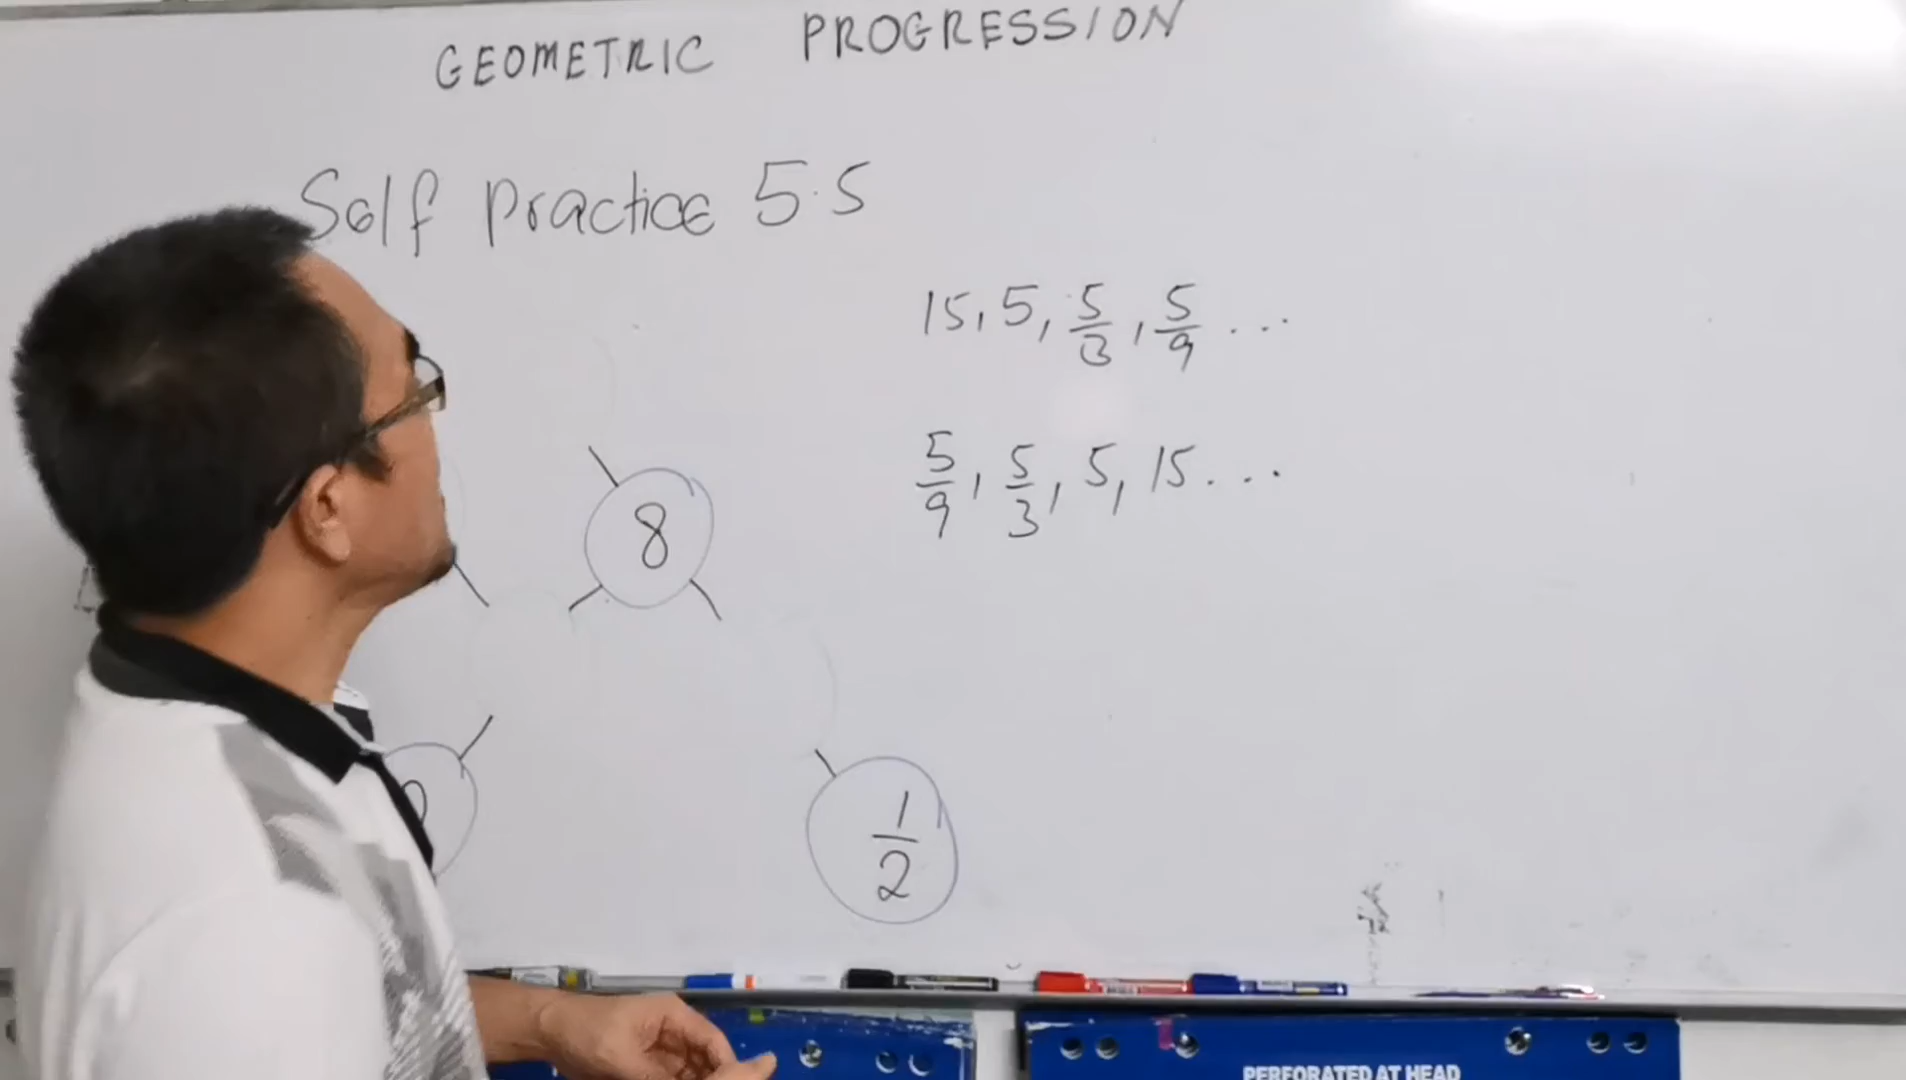 GEOMETRIC PROGRESSION
Self practice 5.5
15, 5, 5/3, 5/9 ...
5/9, 5/3, 5, 15 ...
8
1/2
PERFORATED AT HEAD